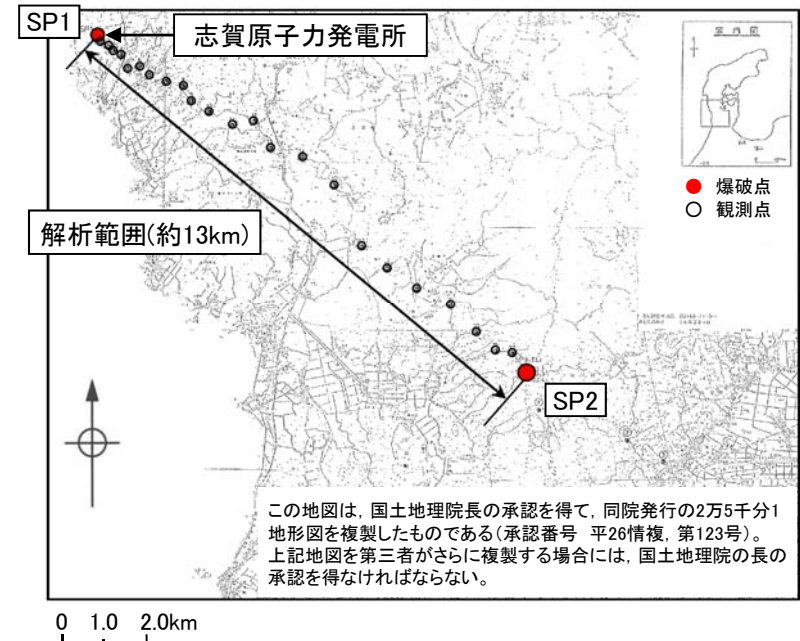 SP1
志賀原子力発電所
案内図
爆破点
観測点
解析範囲(約13km)
SP2
この地図は，国土地理院長の承認を得て，同院発行の2万5千分1
地形図を複製したものである(承認番号　平26情複，第123号)。
上記地図を第三者がさらに複製する場合には，国土地理院の長の
承認を得なければならない。
0 1.0 2.0km